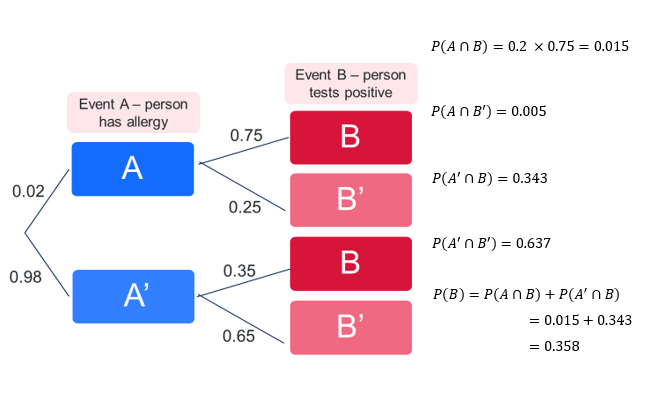 P(A ∩ B) = 0.2 × 0.75 = 0.015
Event B – person
tests positive
Event A – person
has allergy
P(A ∩ B′) = 0.005
0.75
B
A
0.02
0.25
B’
P(A′ ∩ B) = 0.343
P(A′ ∩ B′) = 0.637
0.98
0.35
B
A’
P(B) = P(A ∩ B) + P(A′ ∩ B)
= 0.015 + 0.343
0.65
B’
= 0.358